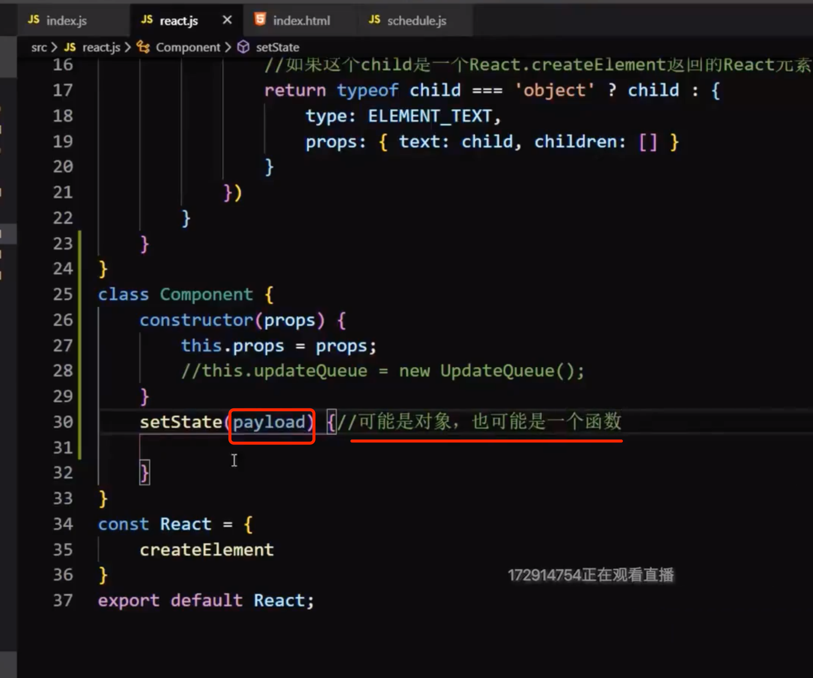 index.js
react.js
index.html
schedule.js
src > react.js > Component > setState
16 //如果这个child是一个React.createElement返回的React元素
17 return typeof child === 'object' ? child : {
18 type: ELEMENT_TEXT,
19 props: { text: child, children: [] }
20 }
21 })
22 }
23 }
24 }
25 class Component {
26 constructor(props) {
27 this.props = props;
28 //this.updateQueue = new UpdateQueue();
29 }
30 setState(payload) {//可能是对象，也可能是一个函数
31
32 }
33 }
34 const React = {
35 createElement
36 }
37 export default React;
172914754正在观看直播